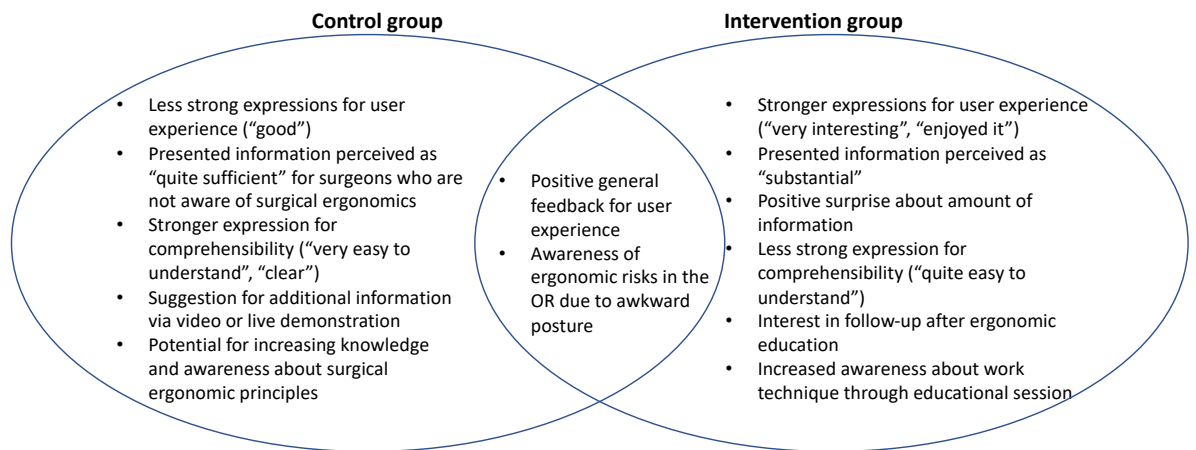 Control group
Intervention group
• Less strong expressions for user
experience (“good”)
• Presented information perceived as
“quite sufficient” for surgeons who are
not aware of surgical ergonomics
• Stronger expression for
comprehensibility (“very easy to
understand”, “clear”)
• Suggestion for additional information
via video or live demonstration
• Potential for increasing knowledge
and awareness about surgical
ergonomic principles
• Positive general
feedback for user
experience
• Awareness of
ergonomic risks in the
OR due to awkward
posture
• Stronger expressions for user experience
(“very interesting”, “enjoyed it”)
• Presented information perceived as
“substantial”
• Positive surprise about amount of
information
• Less strong expression for
comprehensibility (“quite easy to
understand”)
• Interest in follow-up after ergonomic
education
• Increased awareness about work
technique through educational session